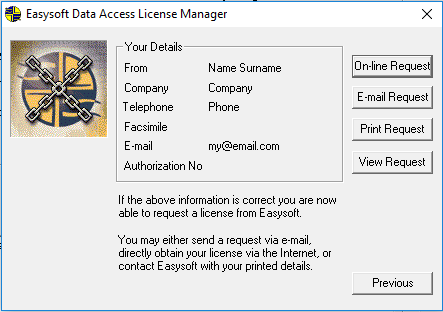 Easysoft Data Access License Manager
Your Details
From Name Surname
Company Company
Telephone Phone
Facsimile
E-mail my@email.com
Authorization No
On-line Request
E-mail Request
Print Request
View Request
If the above information is correct you are now
able to request a license from Easysoft.
You may either send a request via e-mail,
directly obtain your license via the Internet, or
contact Easysoft with your printed details.
Previous